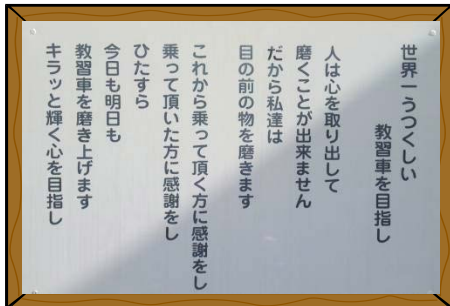 世界一うつくしい
教習車を目指し
人は心を取り出して
磨くことが出来ません
だから私達は
目の前の物を磨きます
これから乗って頂く方に感謝をし
乗って頂いた方に感謝をし
ひたすら
今日も明日も
教習車を磨き上げます
キラッと輝く心を目指し